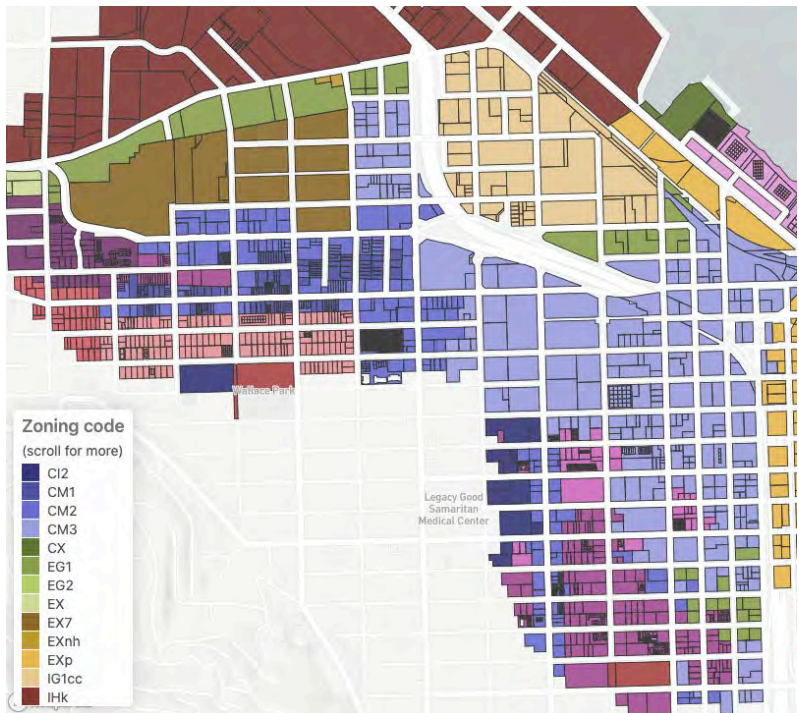 Wallace Park
Zoning code
(scroll for more)
CI2
CM1
CM2
CM3
CX
EG1
EG2
EX
EX7
EXnh
EXp
IG1cc
IHk
Legacy Good
Samaritan
Medical Center